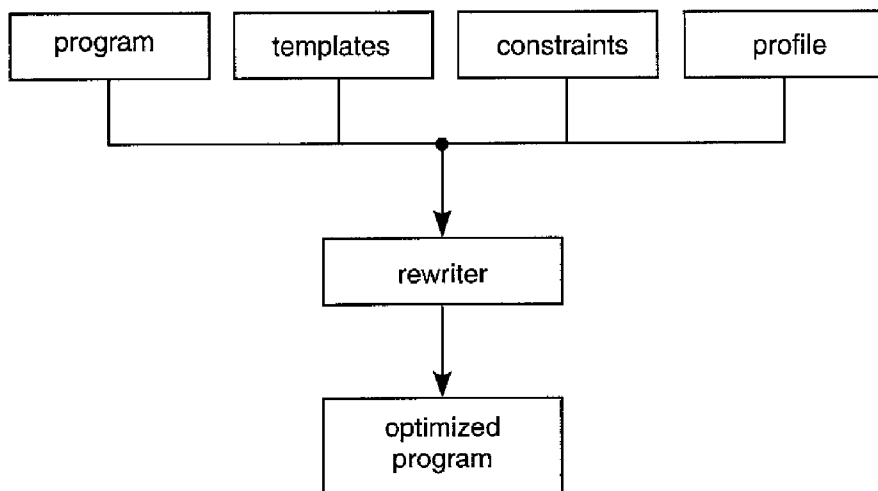 program templates constraints profile
rewriter
optimized
program